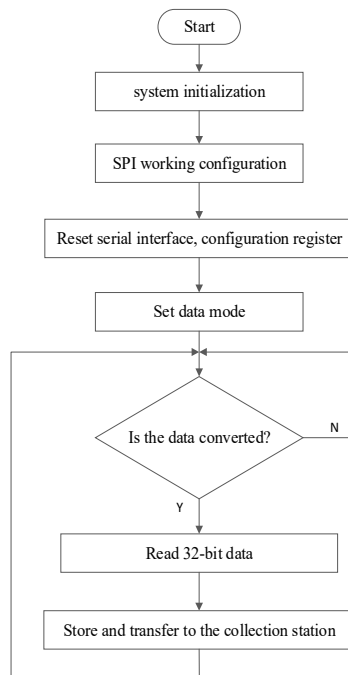 Start
system initialization
SPI working configuration
Reset serial interface, configuration register
Set data mode
Is the data converted?
N
Y
Read 32-bit data
Store and transfer to the collection station